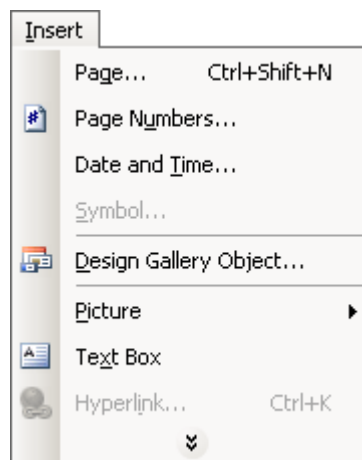 Insert
Page... Ctrl+Shift+N
Page Numbers...
Date and Time...
Symbol...
Design Gallery Object...
Picture
Text Box
Hyperlink... Ctrl+K